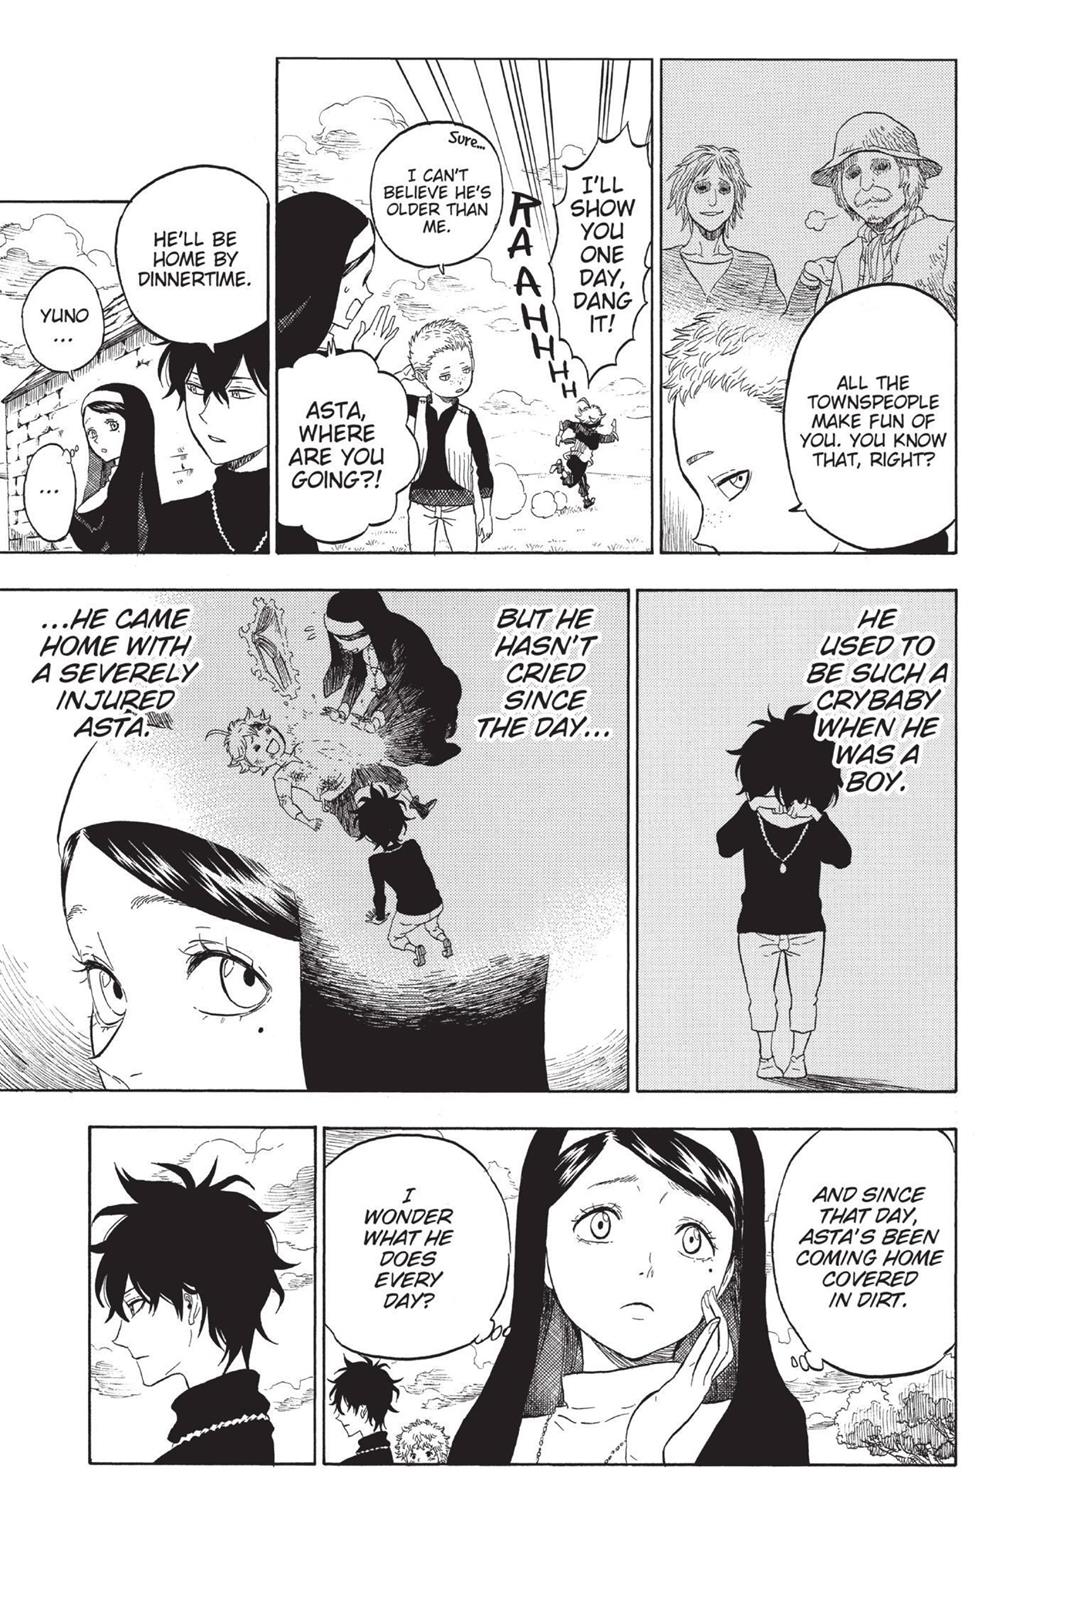 ALL THE
TOWNSPEOPLE
MAKE FUN OF
YOU. YOU KNOW
THAT, RIGHT?
I'LL
SHOW
YOU
ONE
DAY,
DANG
IT!
RAAHHHHH
Sure...
I CAN'T
BELIEVE HE'S
OLDER THAN
ME.
ASTA,
WHERE
ARE YOU
GOING?!
HE'LL BE
HOME BY
DINNERTIME.
YUNO
...
...
HE
USED TO
BE SUCH A
CRYBABY
WHEN HE
WAS A
BOY.
BUT HE
HASN'T
CRIED
SINCE
THE DAY...
...HE CAME
HOME WITH
A SEVERELY
INJURED
ASTA.
AND SINCE
THAT DAY,
ASTA'S BEEN
COMING HOME
COVERED
IN DIRT.
I
WONDER
WHAT HE
DOES
EVERY
DAY?